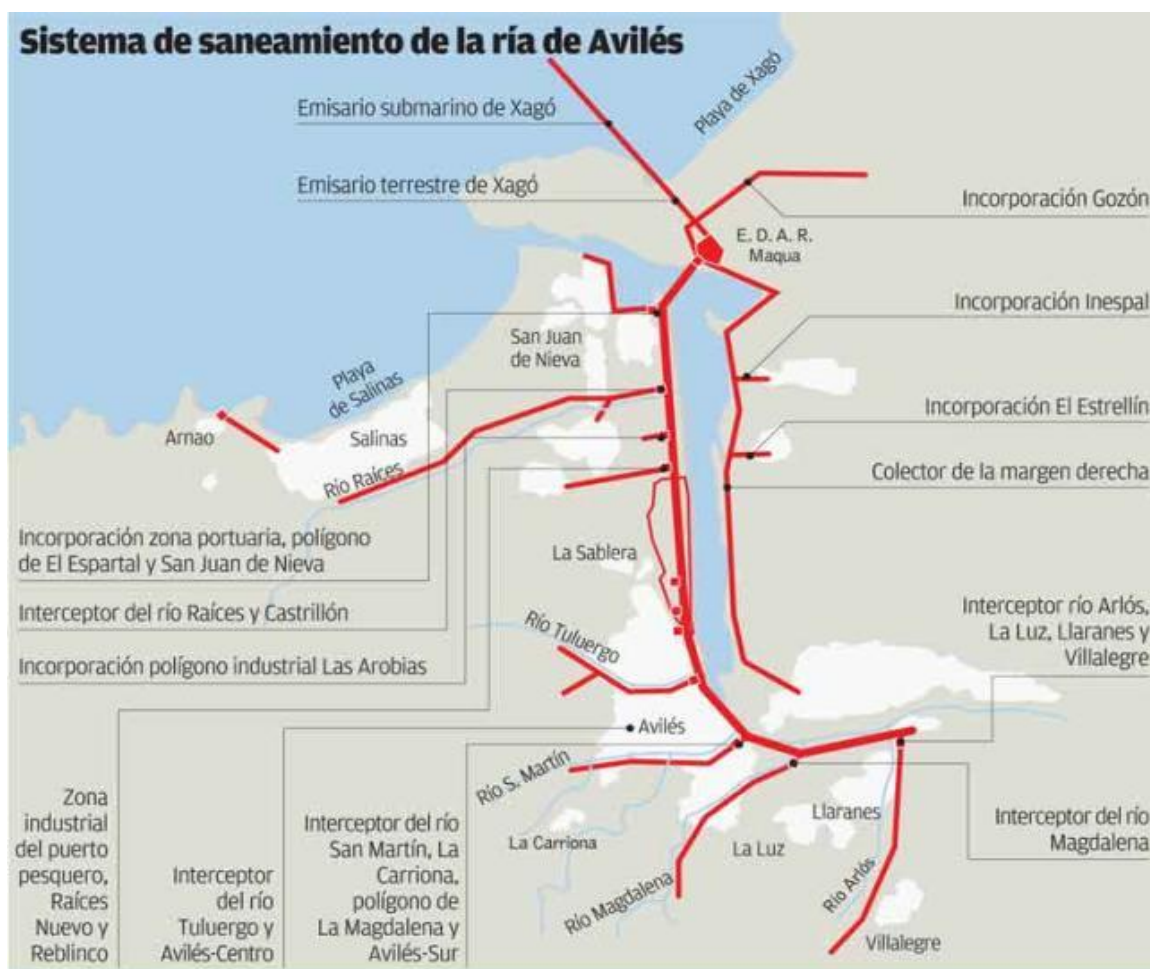 Sistema de saneamiento de la ría de Avilés
Emisario submarino de Xagó
Playa de Xagó
Emisario terrestre de Xagó
Incorporación Gozón
E. D. A. R.
Maqua
Incorporación Inespal
San Juan
de Nieva
Playa
de Salinas
Incorporación El Estrellín
Arnao
Salinas
Río Raíces
Colector de la margen derecha
Incorporación zona portuaria, polígono
de El Espartal y San Juan de Nieva
La Sablera
Interceptor del río Raíces y Castrillón
Interceptor río Arlós,
La Luz, Llaranes y
Villalegre
Río Tuluergo
Incorporación polígono industrial Las Arobias
Avilés
Río S. Martín
Zona
industrial
del puerto
pesquero,
Raíces
Nuevo y
Reblinco
Interceptor
del río
Tuluergo y
Avilés-Centro
Interceptor del río
San Martín, La
Carriona,
polígono de
La Magdalena y
Avilés-Sur
La Carriona
Río Magdalena
La Luz
Llaranes
Río Arlós
Villalegre
Interceptor del río
Magdalena